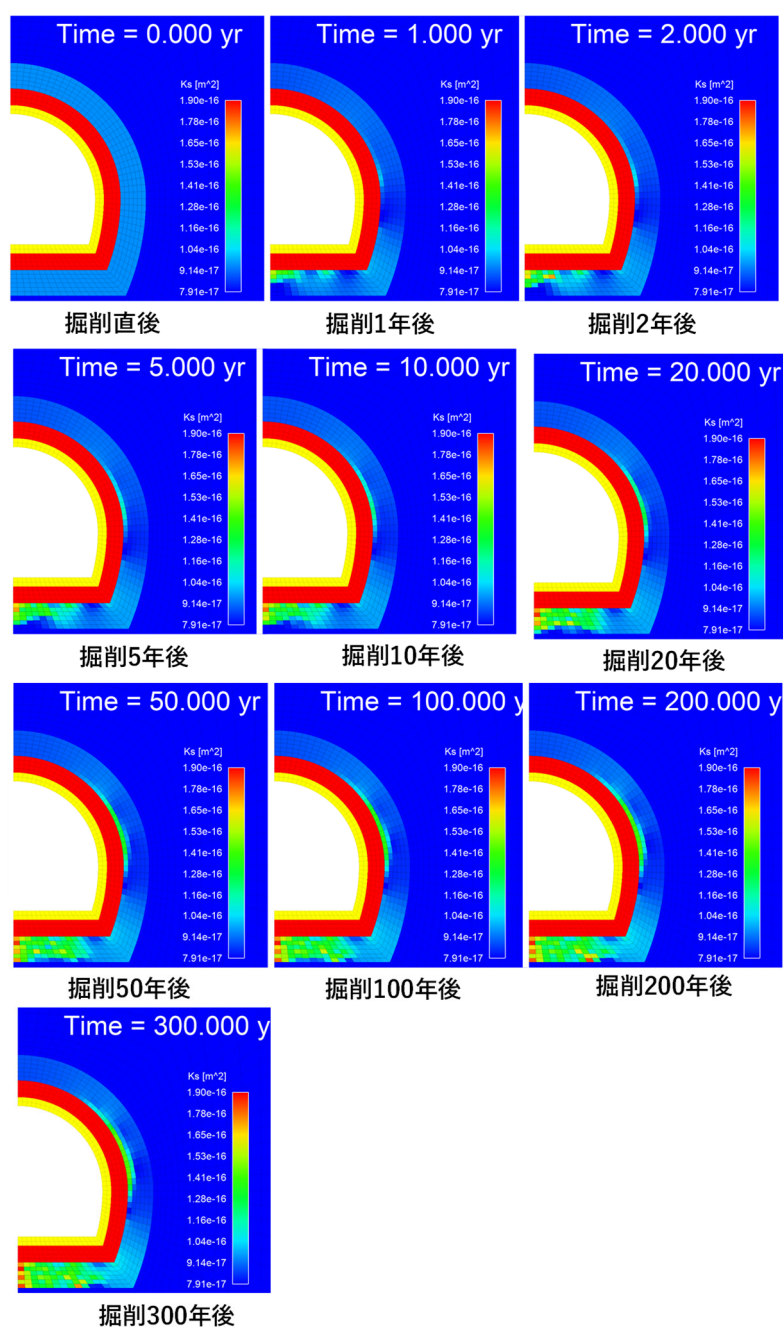 Time = 0.000 yr
Ks [m^2]
1.90e-16
1.78e-16
1.65e-16
1.53e-16
1.41e-16
1.28e-16
1.16e-16
1.04e-16
9.14e-17
7.91e-17
掘削直後
Time = 1.000 yr
Ks [m^2]
1.90e-16
1.78e-16
1.65e-16
1.53e-16
1.41e-16
1.28e-16
1.16e-16
1.04e-16
9.14e-17
7.91e-17
掘削1年後
Time = 2.000 yr
Ks [m^2]
1.90e-16
1.78e-16
1.65e-16
1.53e-16
1.41e-16
1.28e-16
1.16e-16
1.04e-16
9.14e-17
7.91e-17
掘削2年後
Time = 5.000 yr
Ks [m^2]
1.90e-16
1.78e-16
1.65e-16
1.53e-16
1.41e-16
1.28e-16
1.16e-16
1.04e-16
9.14e-17
7.91e-17
掘削5年後
Time = 10.000 yr
Ks [m^2]
1.90e-16
1.78e-16
1.65e-16
1.53e-16
1.41e-16
1.28e-16
1.16e-16
1.04e-16
9.14e-17
7.91e-17
掘削10年後
Time = 20.000 yr
Ks [m^2]
1.90e-16
1.78e-16
1.65e-16
1.53e-16
1.41e-16
1.28e-16
1.16e-16
1.04e-16
9.14e-17
7.91e-17
掘削20年後
Time = 50.000 yr
Ks [m^2]
1.90e-16
1.78e-16
1.65e-16
1.53e-16
1.41e-16
1.28e-16
1.16e-16
1.04e-16
9.14e-17
7.91e-17
掘削50年後
Time = 100.000 y
Ks [m^2]
1.90e-16
1.78e-16
1.65e-16
1.53e-16
1.41e-16
1.28e-16
1.16e-16
1.04e-16
9.14e-17
7.91e-17
掘削100年後
Time = 200.000 yr
Ks [m^2]
1.90e-16
1.78e-16
1.65e-16
1.53e-16
1.41e-16
1.28e-16
1.16e-16
1.04e-16
9.14e-17
7.91e-17
掘削200年後
Time = 300.000 y
Ks [m^2]
1.90e-16
1.78e-16
1.65e-16
1.53e-16
1.41e-16
1.28e-16
1.16e-16
1.04e-16
9.14e-17
7.91e-17
掘削300年後